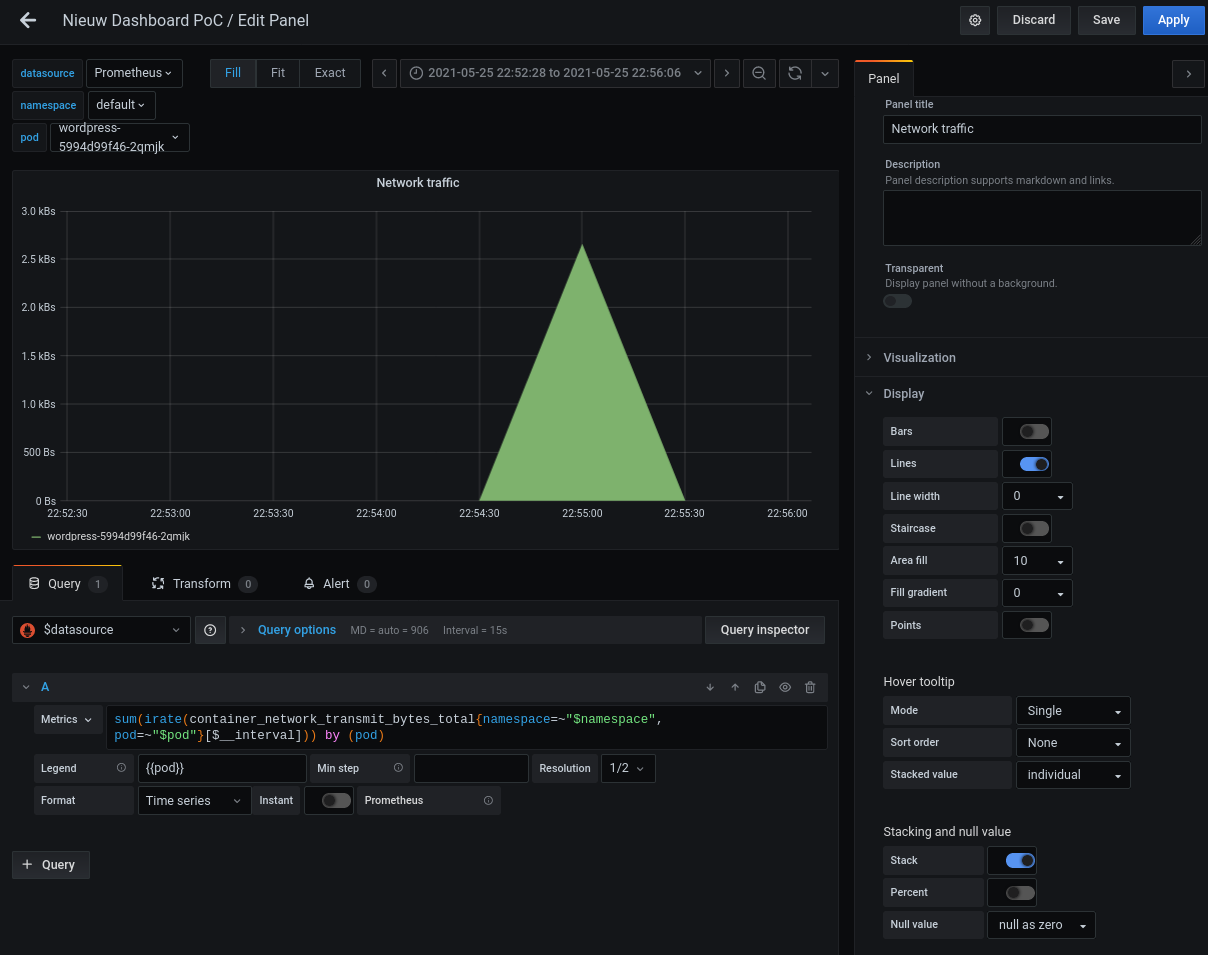 Nieuw Dashboard PoC / Edit Panel
Discard
Save
Apply
datasource
Prometheus
Fill
Fit
Exact
2021-05-25 22:52:28 to 2021-05-25 22:56:06
namespace
default
pod
wordpress-
5994d99f46-2qmjk
Network traffic
3.0 kBs
2.5 kBs
2.0 kBs
1.5 kBs
1.0 kBs
500 Bs
0 Bs
22:52:30
22:53:00
22:53:30
22:54:00
22:54:30
22:55:00
22:55:30
22:56:00
wordpress-5994d99f46-2qmjk
Query 1
Transform 0
Alert 0
$datasource
Query options
MD = auto = 906
Interval = 15s
Query inspector
A
Metrics
sum(irate(container_network_transmit_bytes_total{namespace=~"$namespace",
pod=~"$pod"}[$__interval])) by (pod)
Legend
{{pod}}
Min step
Resolution
1/2
Format
Time series
Instant
Prometheus
+ Query
Panel
Panel title
Network traffic
Description
Panel description supports markdown and links.
Transparent
Display panel without a background.
Visualization
Display
Bars
Lines
Line width
0
Staircase
Area fill
10
Fill gradient
0
Points
Hover tooltip
Mode
Single
Sort order
None
Stacked value
individual
Stacking and null value
Stack
Percent
Null value
null as zero